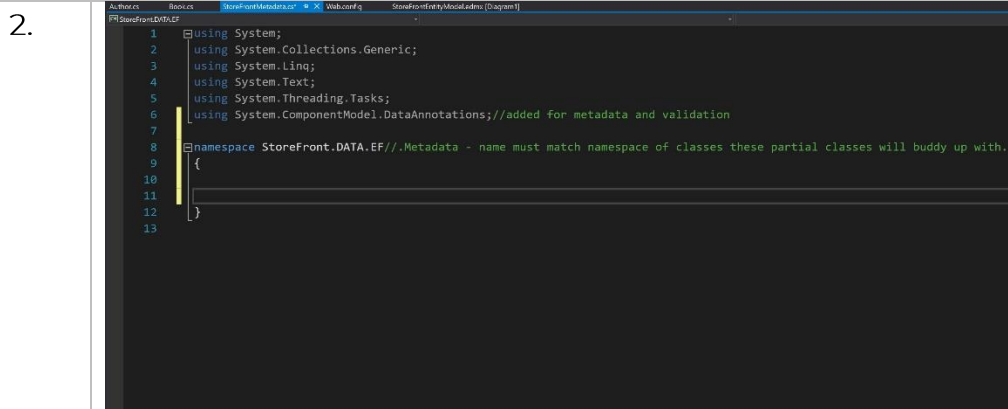 2.
Author.cs Book.cs StoreFrontMetadata.cs* Web.config StoreFrontEntityModel.edmx [Diagram1]
StoreFront.DATA.EF
1 using System;
2 using System.Collections.Generic;
3 using System.Linq;
4 using System.Text;
5 using System.Threading.Tasks;
6 using System.ComponentModel.DataAnnotations;//added for metadata and validation
7
8 namespace StoreFront.DATA.EF//.Metadata - name must match namespace of classes these partial classes will buddy up with.
9 {
10
11
12 }
13